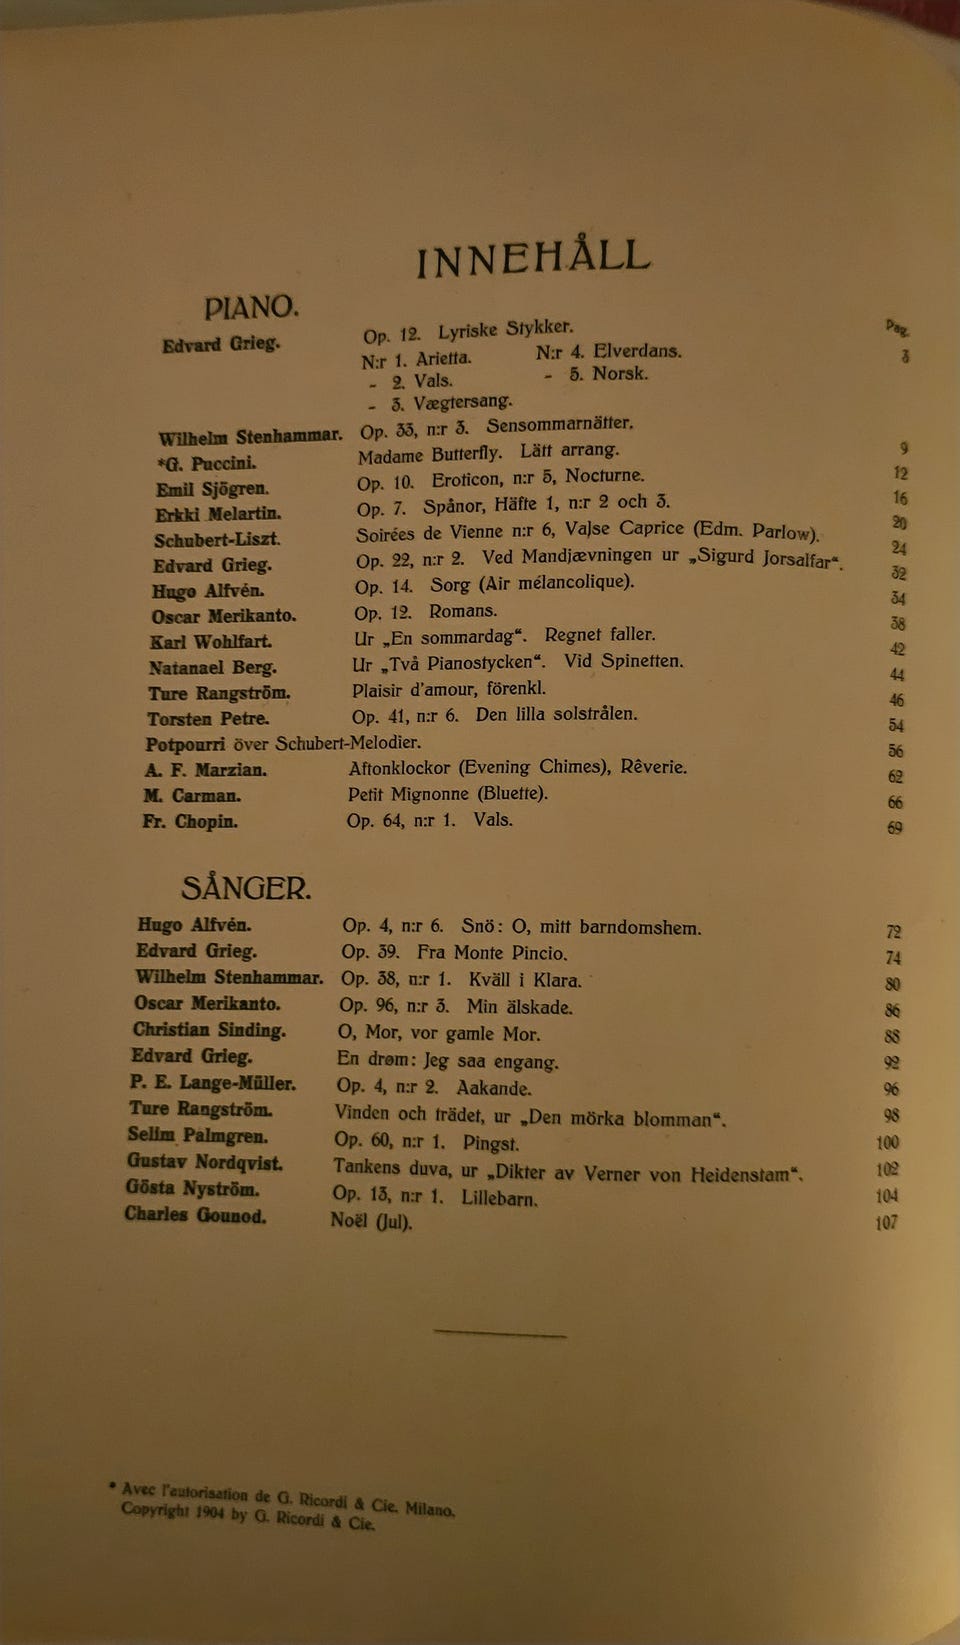 INNEHÅLL
PIANO.
Pag.
Edvard Grieg. Op. 12. Lyriske Stykker. 3
N:r 1. Arietta. N:r 4. Elverdans.
- 2. Vals. - 5. Norsk.
- 3. Vægtersang.
Wilhelm Stenhammar. Op. 33, n:r 3. Sensommarnätter. 9
*G. Puccini. Madame Butterfly. Lätt arrang. 12
Emil Sjögren. Op. 10. Eroticon, n:r 5, Nocturne. 16
Erkki Melartin. Op. 7. Spånor, Häfte 1, n:r 2 och 3. 20
Schubert-Liszt. Soirées de Vienne n:r 6, Valse Caprice (Edm. Parlow). 24
Edvard Grieg. Op. 22, n:r 2. Ved Mandjævningen ur „Sigurd Jorsalfar“. 32
Hugo Alfvén. Op. 14. Sorg (Air mélancolique). 34
Oscar Merikanto. Op. 12. Romans. 38
Karl Wohlfart. Ur „En sommardag“. Regnet faller. 42
Natanael Berg. Ur „Två Pianostycken“. Vid Spinetten. 44
Ture Rangström. Plaisir d'amour, förenkl. 46
Torsten Petre. Op. 41, n:r 6. Den lilla solstrålen. 54
Potpourri över Schubert-Melodier. 56
A. F. Marzian. Aftonklockor (Evening Chimes), Rêverie. 62
M. Carman. Petit Mignonne (Bluette). 66
Fr. Chopin. Op. 64, n:r 1. Vals. 69
SÅNGER.
Hugo Alfvén. Op. 4, n:r 6. Snö: O, mitt barndomshem. 72
Edvard Grieg. Op. 39. Fra Monte Pincio. 74
Wilhelm Stenhammar. Op. 38, n:r 1. Kväll i Klara. 80
Oscar Merikanto. Op. 96, n:r 3. Min älskade. 86
Christian Sinding. O, Mor, vor gamle Mor. 88
Edvard Grieg. En drøm: Jeg saa engang. 92
P. E. Lange-Müller. Op. 4, n:r 2. Aakande. 96
Ture Rangström. Vinden och trädet, ur „Den mörka blomman“. 98
Selim Palmgren. Op. 60, n:r 1. Pingst. 100
Gustav Nordqvist. Tankens duva, ur „Dikter av Verner von Heidenstam“. 102
Gösta Nyström. Op. 13, n:r 1. Lillebarn. 104
Charles Gounod. Noël (Jul). 107
* Avec l'autorisation de G. Ricordi & Cie. Milano.
Copyright 1904 by G. Ricordi & Cie.